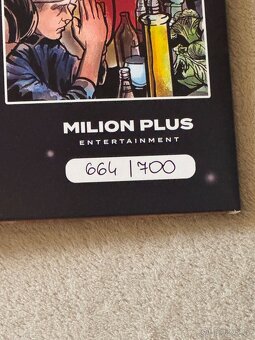 MILION PLUS
ENTERTAINMENT
664 | 700